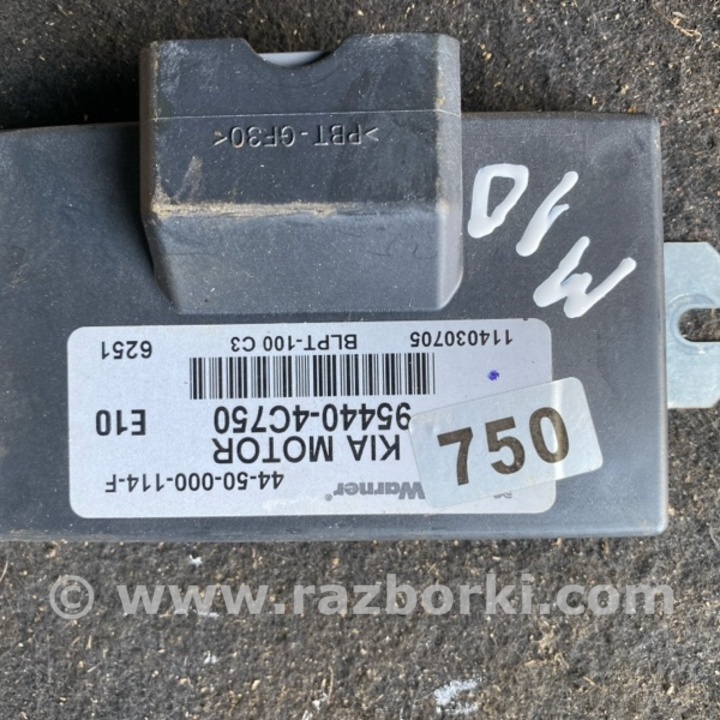 >PBT-GF30<
M10
Warner®
44-50-000-114-F
KIA MOTOR
95440-4C750
E10
114030705
BLPT-100 C3
6251
750
© www.razborki.com